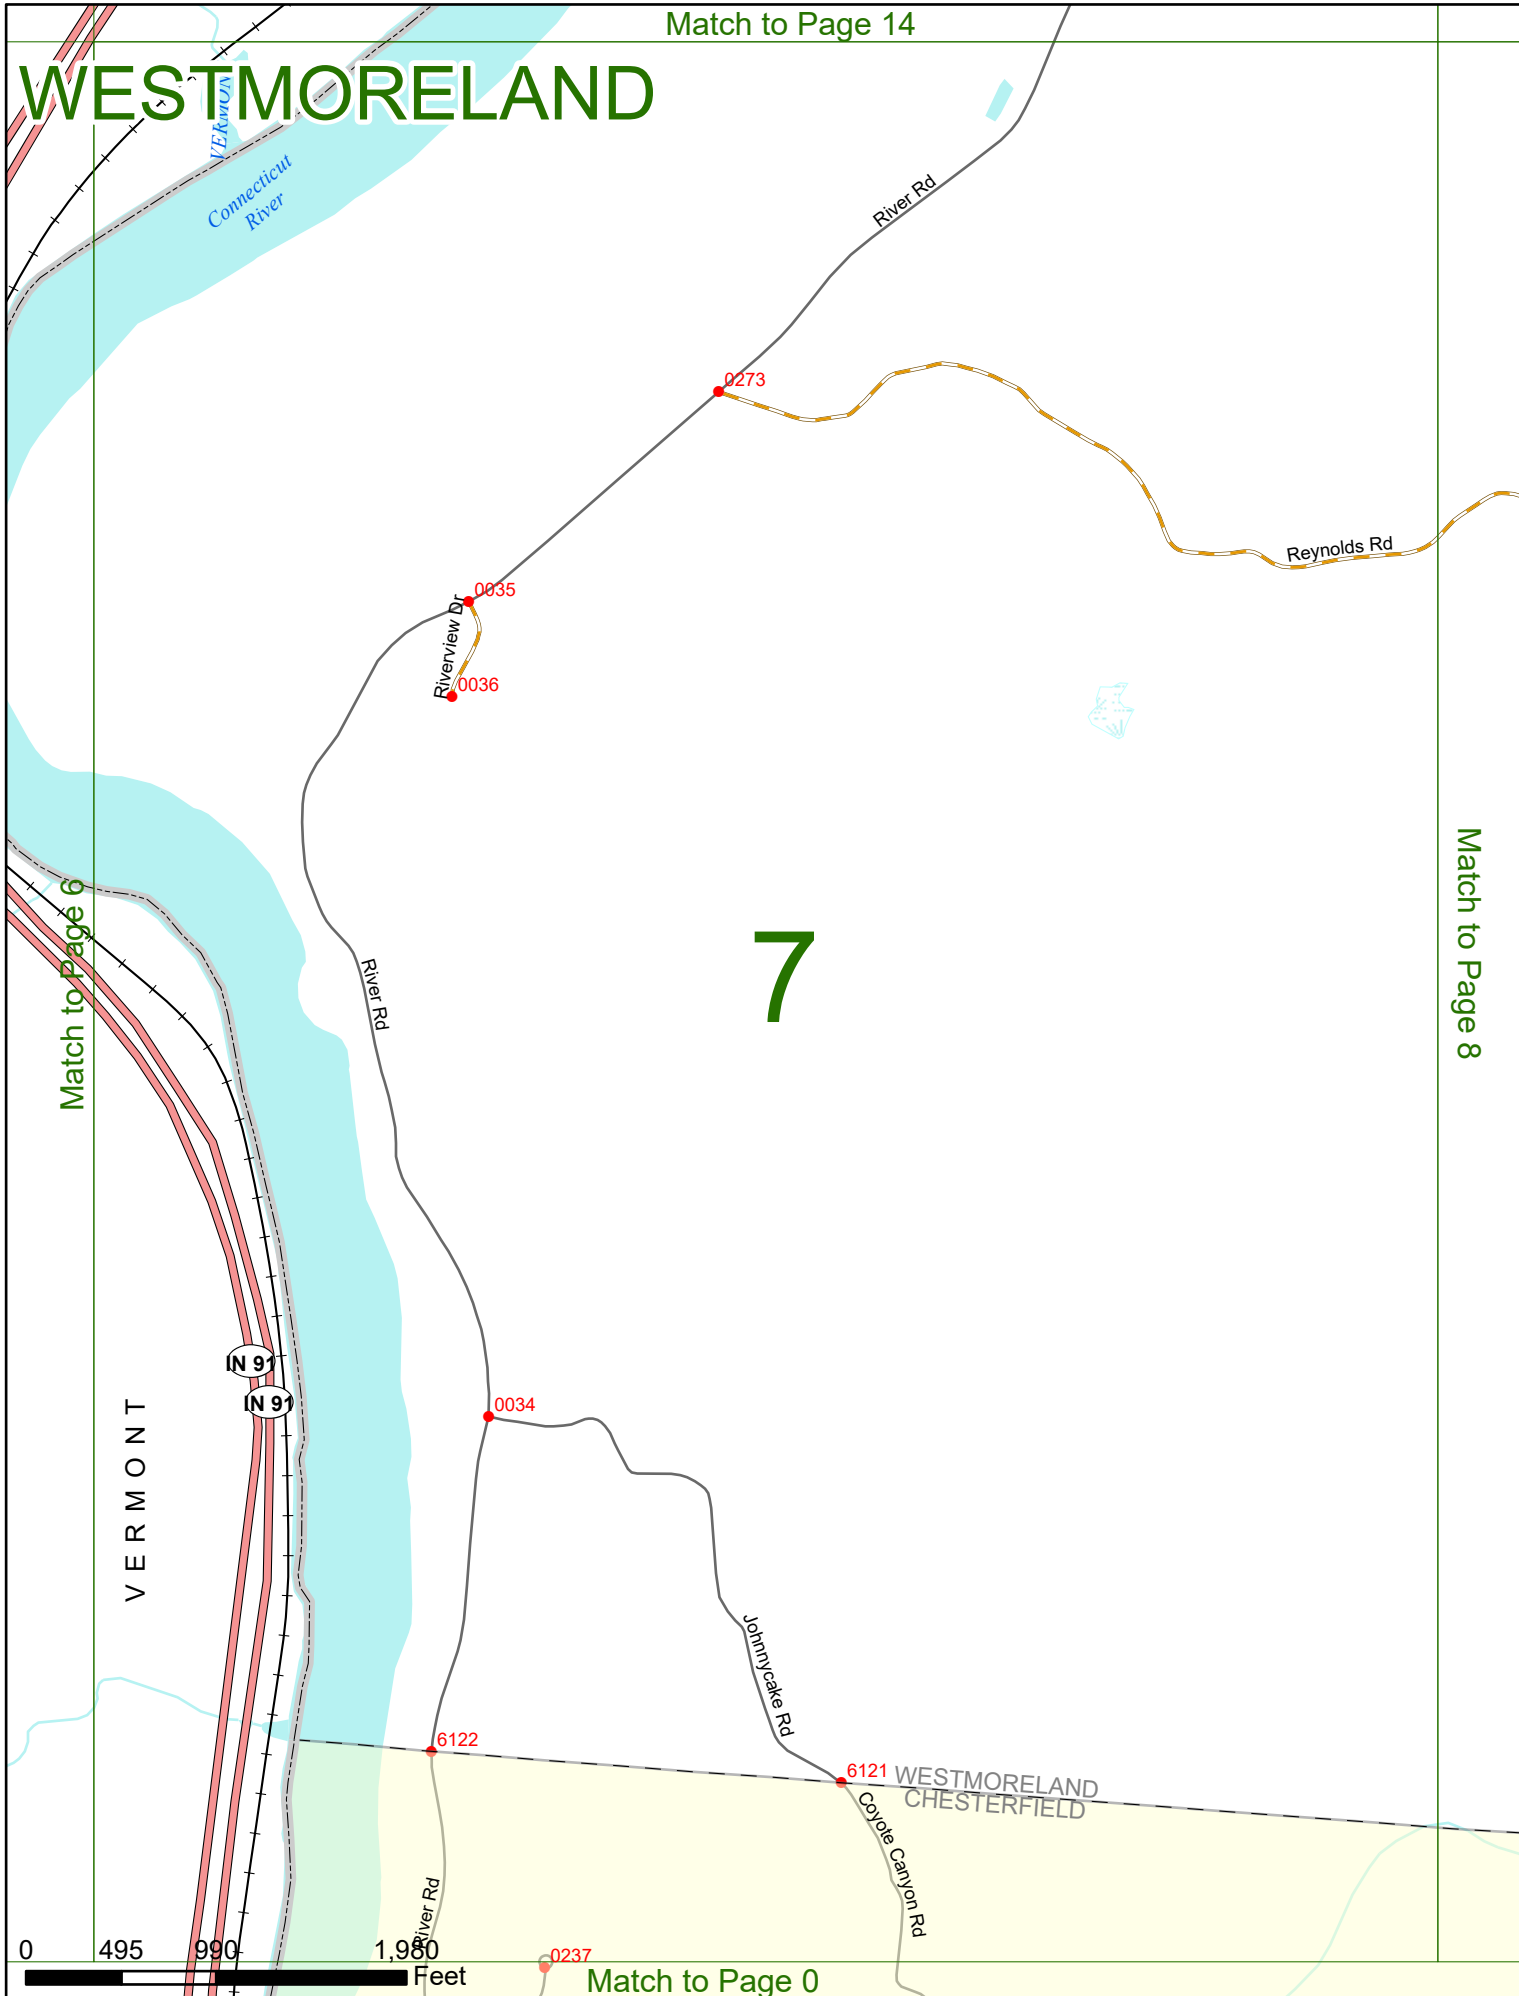 Match to Page 14
WESTMORELAND
VERMON
Connecticut
River
River Rd
0273
Reynolds Rd
0035
Riverview Dr
0036
Match to Page 6
Match to Page 8
7
River Rd
IN 91
IN 91
0034
VERMONT
Johnnycake Rd
6122
6121
WESTMORELAND
CHESTERFIELD
Coyote Canyon Rd
River Rd
0237
0 495 990 1,980
Feet
Match to Page 0